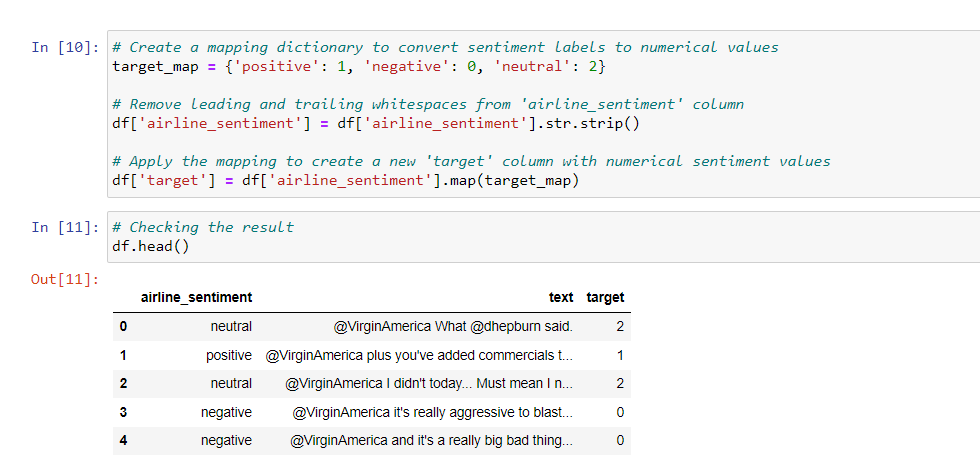 In [10]: # Create a mapping dictionary to convert sentiment labels to numerical values
target_map = {'positive': 1, 'negative': 0, 'neutral': 2}
# Remove leading and trailing whitespaces from 'airline_sentiment' column
df['airline_sentiment'] = df['airline_sentiment'].str.strip()
# Apply the mapping to create a new 'target' column with numerical sentiment values
df['target'] = df['airline_sentiment'].map(target_map)
In [11]: # Checking the result
df.head()
Out[11]:
airline_sentiment text target
0 neutral @VirginAmerica What @dhepburn said. 2
1 positive @VirginAmerica plus you've added commercials t... 1
2 neutral @VirginAmerica I didn't today... Must mean I n... 2
3 negative @VirginAmerica it's really aggressive to blast... 0
4 negative @VirginAmerica and it's a really big bad thing... 0